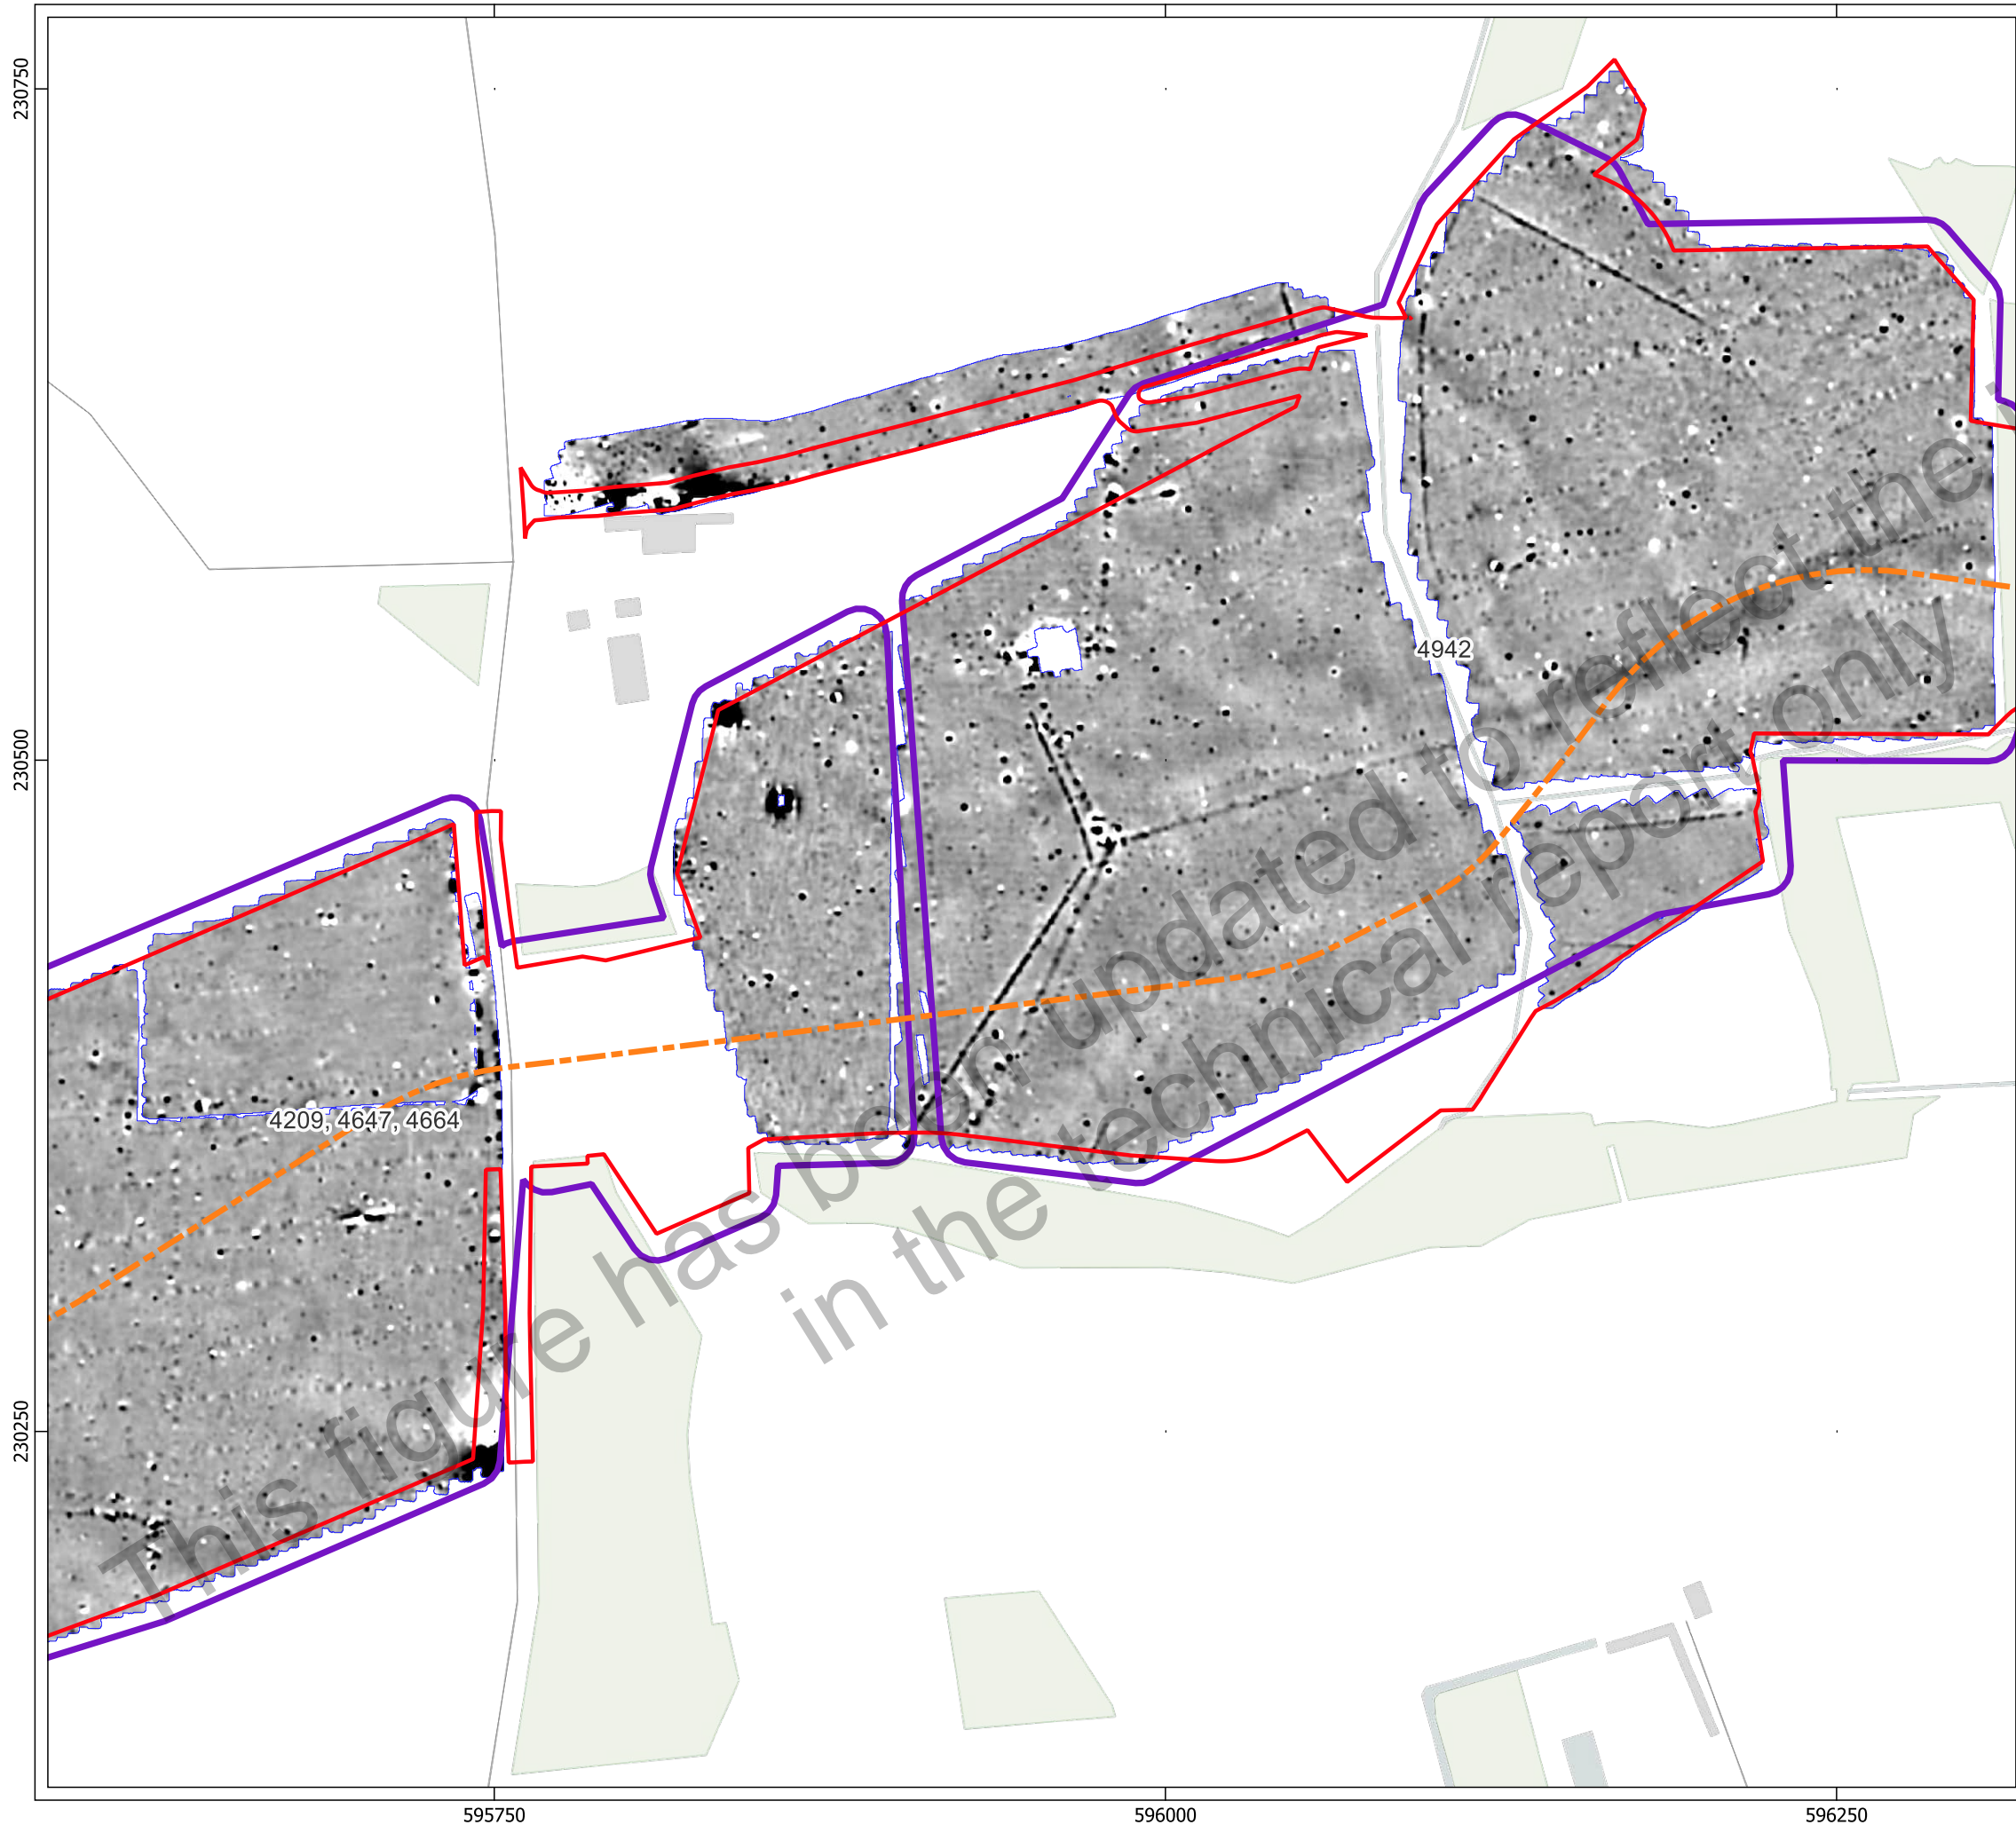 230750
230500
230250
4942
4209, 4647, 4664
This figure has been updated to reflect the
in the technical report only
595750
596000
596250